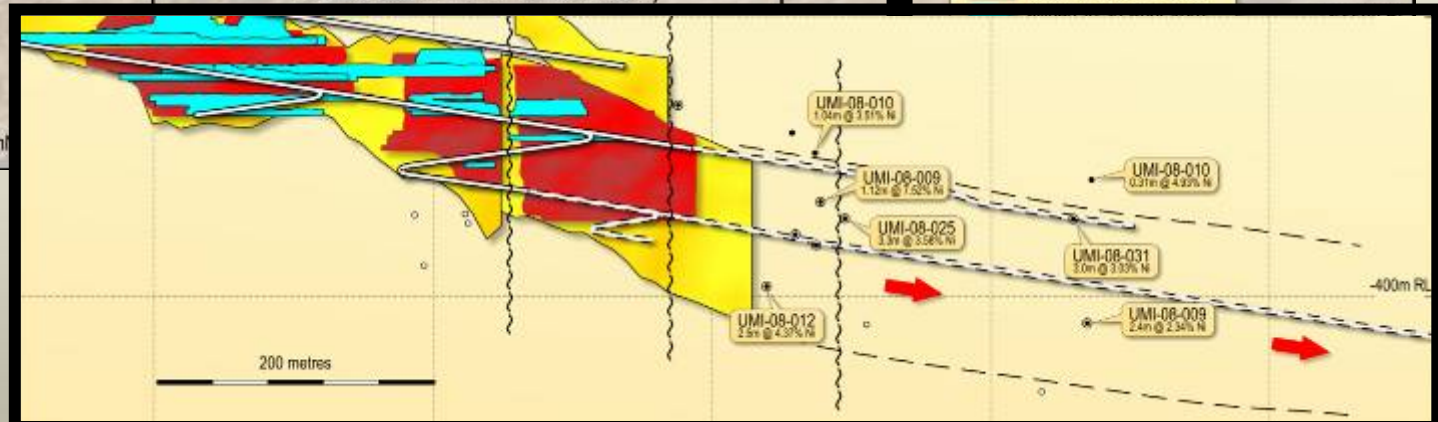 UMI-08-010
1.04m @ 3.51% Ni
UMI-08-010
0.31m @ 4.93% Ni
UMI-08-009
1.12m @ 7.52% Ni
UMI-08-025
3.3m @ 3.58% Ni
UMI-08-031
3.0m @ 3.03% Ni
-400m RL
UMI-08-012
2.5m @ 4.37% Ni
UMI-08-009
2.4m @ 2.34% Ni
200 metres